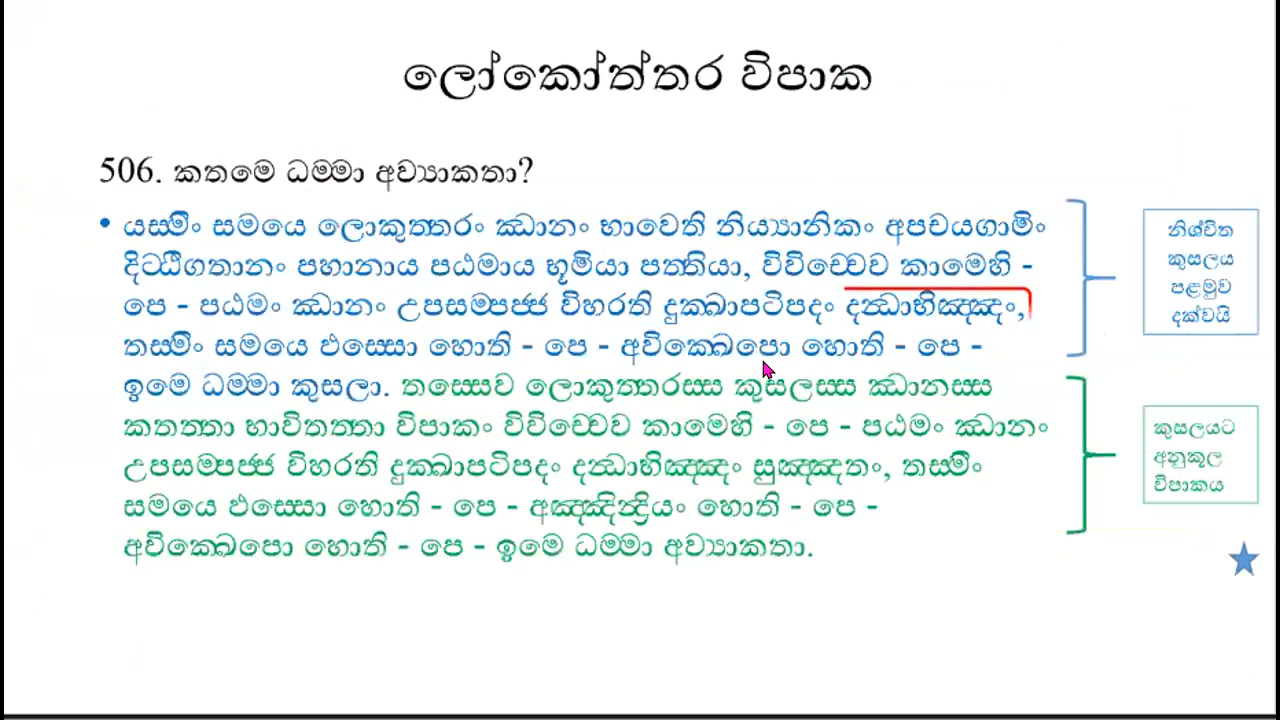 ලෝකෝත්තර විපාක
506. කතමෙ ධම්මා අව්‍යාකතා?
• යස්මිං සමයෙ ලොකුත්තරං ඣානං භාවෙති නිය්‍යානිකං අපචයගාමිං
දිට්ඨිගතානං පහානාය පඨමාය භූමියා පත්තියා, විවිච්චෙව කාමෙහි -
පෙ - පඨමං ඣානං උපසම්පජ්ජ විහරති දුක්ඛාපටිපදං දන්ධාභිඤ්ඤං,
තස්මිං සමයෙ ඵස්සො හොති - පෙ - අවික්ඛෙපො හොති - පෙ -
ඉමෙ ධම්මා කුසලා. තස්සෙව ලොකුත්තරස්ස කුසලස්ස ඣානස්ස
කතත්තා භාවිතත්තා විපාකං විවිච්චෙව කාමෙහි - පෙ - පඨමං ඣානං
උපසම්පජ්ජ විහරති දුක්ඛාපටිපදං දන්ධාභිඤ්ඤං සුඤ්ඤතං, තස්මිං
සමයෙ ඵස්සො හොති - පෙ - අඤ්ඤින්ද්‍රියං හොති - පෙ -
අවික්ඛෙපො හොති - පෙ - ඉමෙ ධම්මා අව්‍යාකතා.
නිශ්චිත
කුසලය
පළමුව
දක්වයි
කුසලයට
අනුකූල
විපාකය